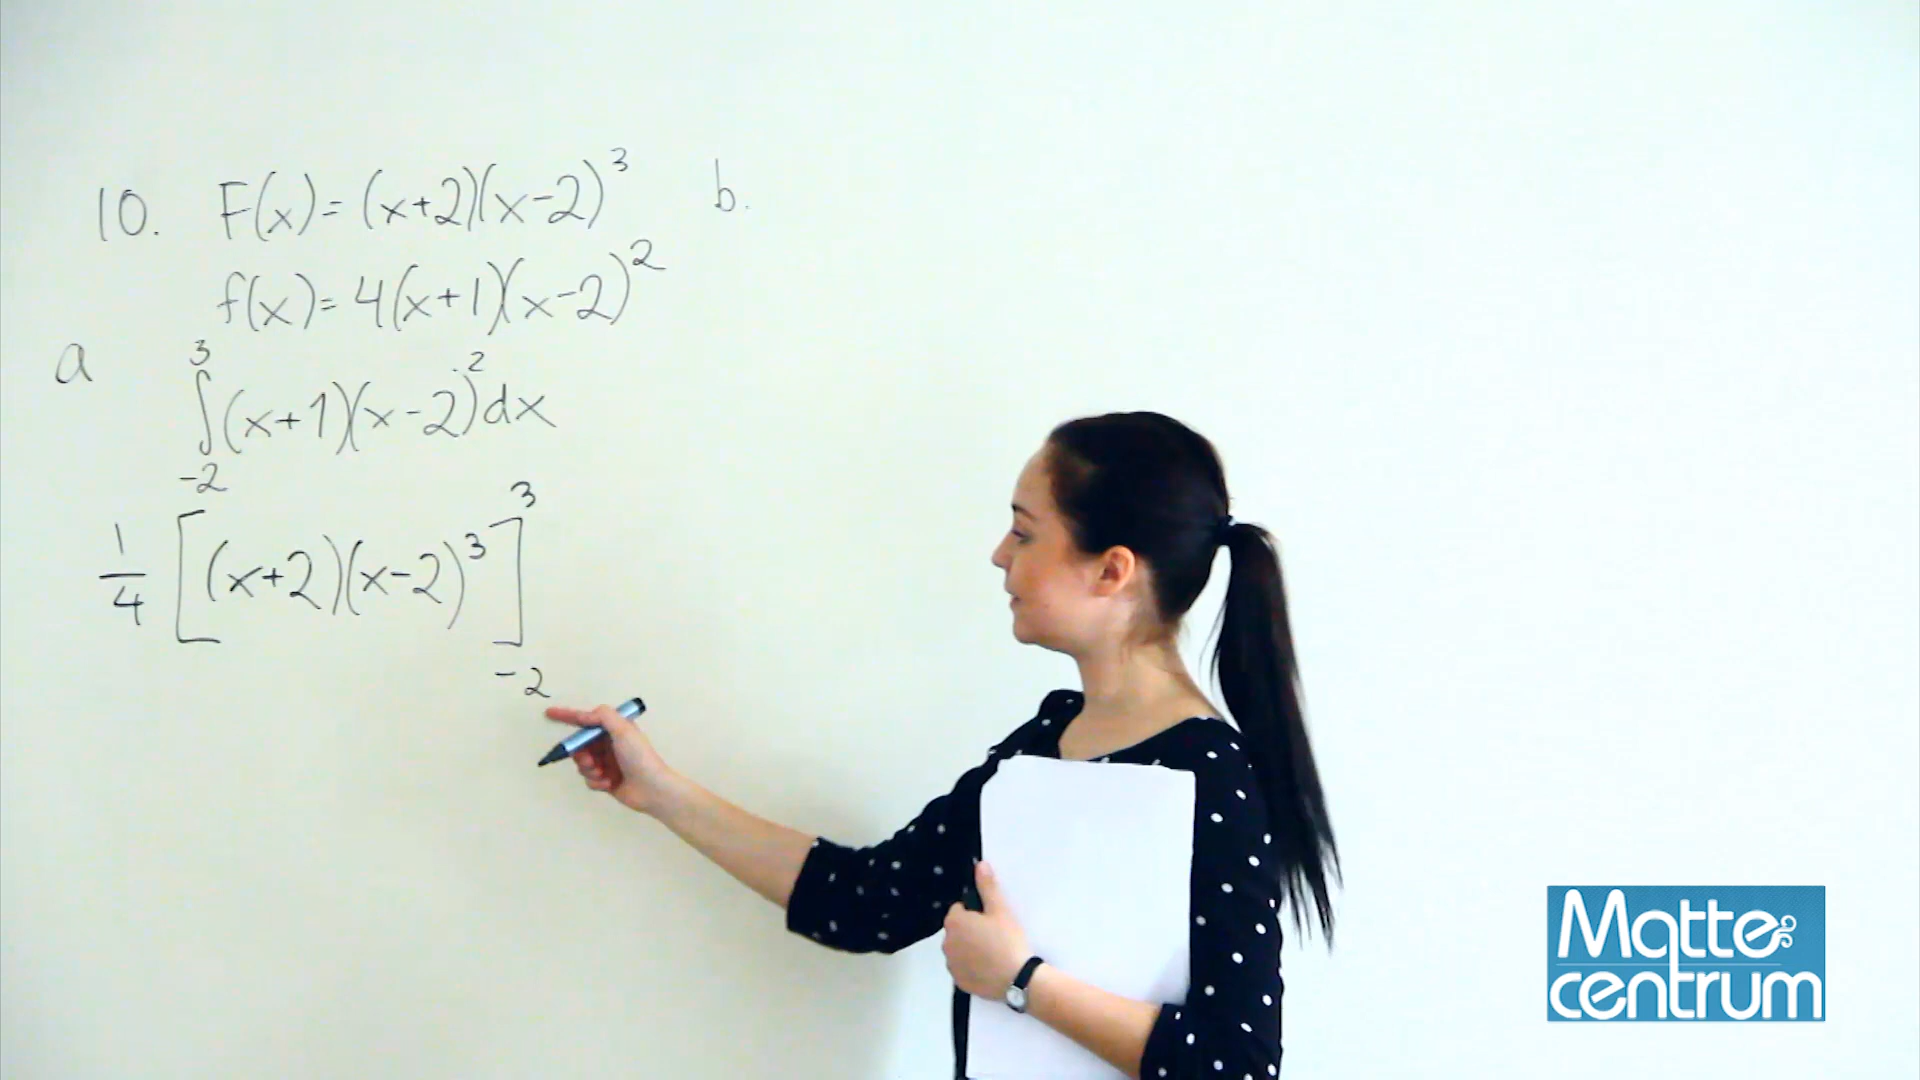 10. F(x) = (x+2)(x-2)³
f(x) = 4(x+1)(x-2)²
a
∫₋₂³ (x+1)(x-2)² dx
1/4 [(x+2)(x-2)³]₋₂³
b.
Matte
centrum